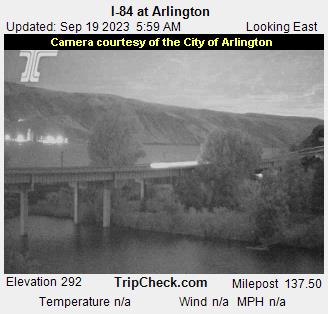 I-84 at Arlington
Updated: Sep 19 2023 5:59 AM Looking East
Camera courtesy of the City of Arlington
Elevation 292 TripCheck.com Milepost 137.50
Temperature n/a Wind n/a MPH n/a